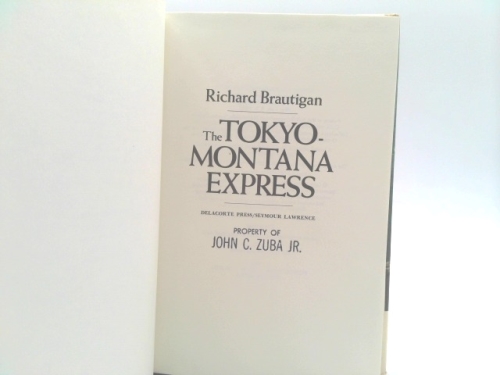 Richard Brautigan
The TOKYO-
MONTANA
EXPRESS
DELACORTE PRESS/SEYMOUR LAWRENCE
PROPERTY OF
JOHN C. ZUBA JR.